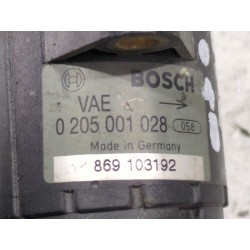 BOSCH
VAE
0 205 001 028 058
Made in Germany
869 103192